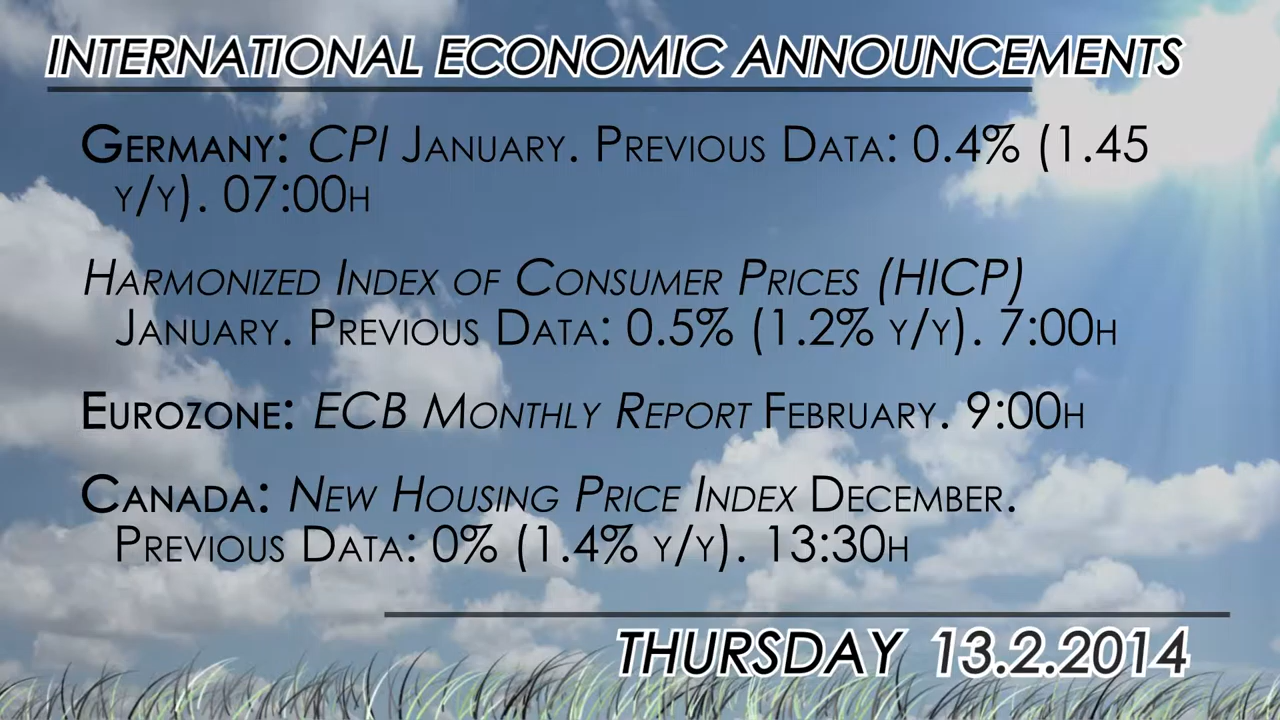 INTERNATIONAL ECONOMIC ANNOUNCEMENTS
GERMANY: CPI JANUARY. PREVIOUS DATA: 0.4% (1.45
Y/Y). 07:00H
HARMONIZED INDEX OF CONSUMER PRICES (HICP)
JANUARY. PREVIOUS DATA: 0.5% (1.2% Y/Y). 7:00H
EUROZONE: ECB MONTHLY REPORT FEBRUARY. 9:00H
CANADA: NEW HOUSING PRICE INDEX DECEMBER.
PREVIOUS DATA: 0% (1.4% Y/Y). 13:30H
THURSDAY 13.2.2014